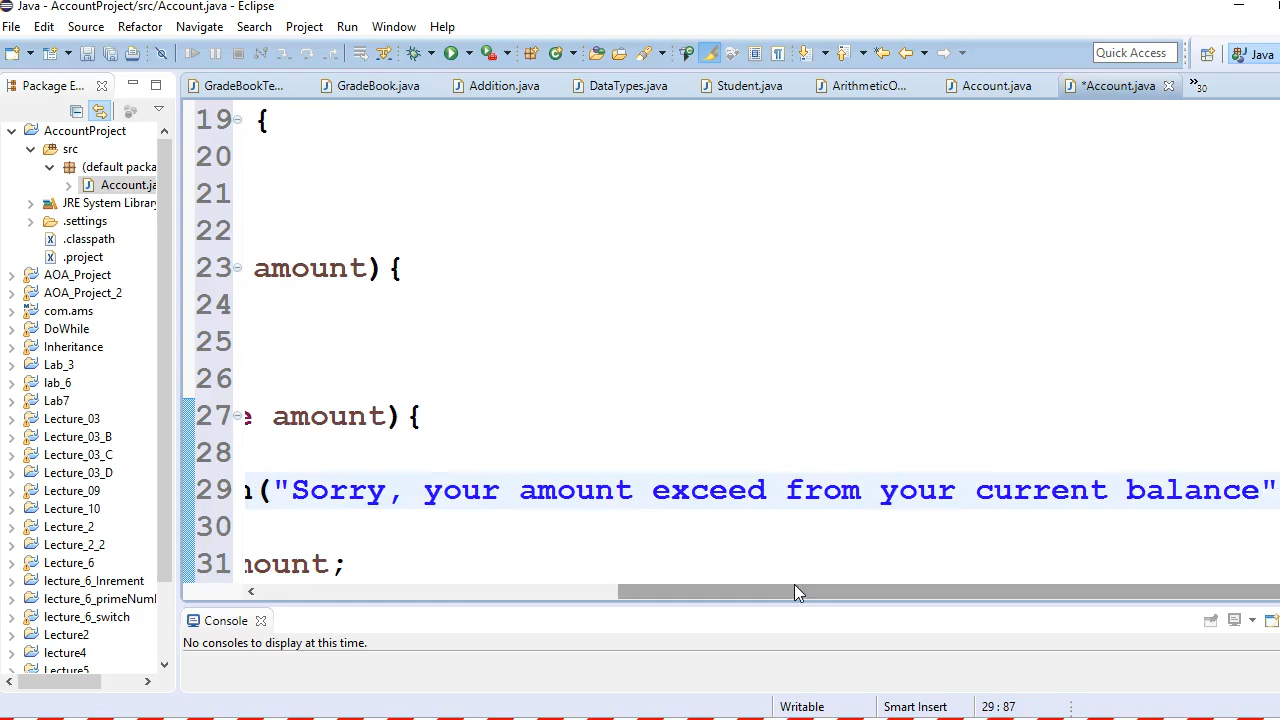 Java - AccountProject/src/Account.java - Eclipse
File Edit Source Refactor Navigate Search Project Run Window Help
Quick Access
Java
Package E...
GradeBookTe...
GradeBook.java
Addition.java
DataTypes.java
Student.java
ArithmeticO...
Account.java
*Account.java
30
AccountProject
src
(default packa
Account.ja
JRE System Library
.settings
.classpath
.project
AOA_Project
AOA_Project_2
com.ams
DoWhile
Inheritance
Lab_3
lab_6
Lab7
Lecture_03
Lecture_03_B
Lecture_03_C
Lecture_03_D
Lecture_09
Lecture_10
Lecture_2
Lecture_2_2
Lecture_6
lecture_6_Inrement
lecture_6_primeNumb
lecture_6_switch
Lecture2
lecture4
Lecture5
19 {
20
21
22
23 amount){
24
25
26
27 e amount){
28
29 n("Sorry, your amount exceed from your current balance"
30
31 mount;
Console
No consoles to display at this time.
Writable
Smart Insert
29 : 87